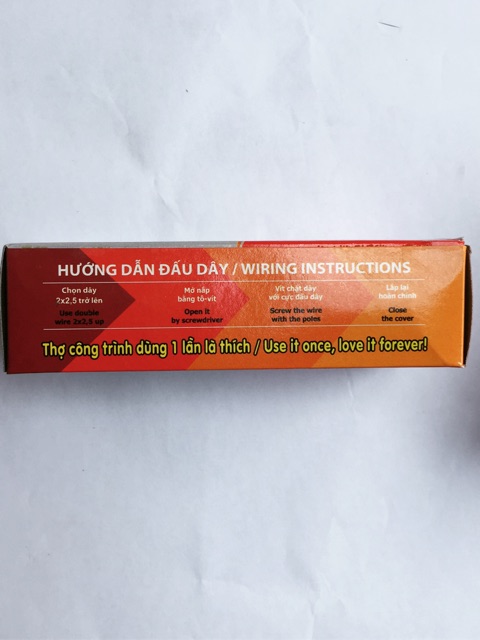 HƯỚNG DẪN ĐẤU DÂY / WIRING INSTRUCTIONS
Chọn dây
2x2,5 trở lên
Use double
wire 2x2,5 up
Mở nắp
bằng tô-vít
Open it
by screwdriver
Vít chặt dây
với cực đấu dây
Screw the wire
with the poles
Lắp lại
hoàn chỉnh
Close
the cover
Thợ công trình dùng 1 lần là thích / Use it once, love it forever!